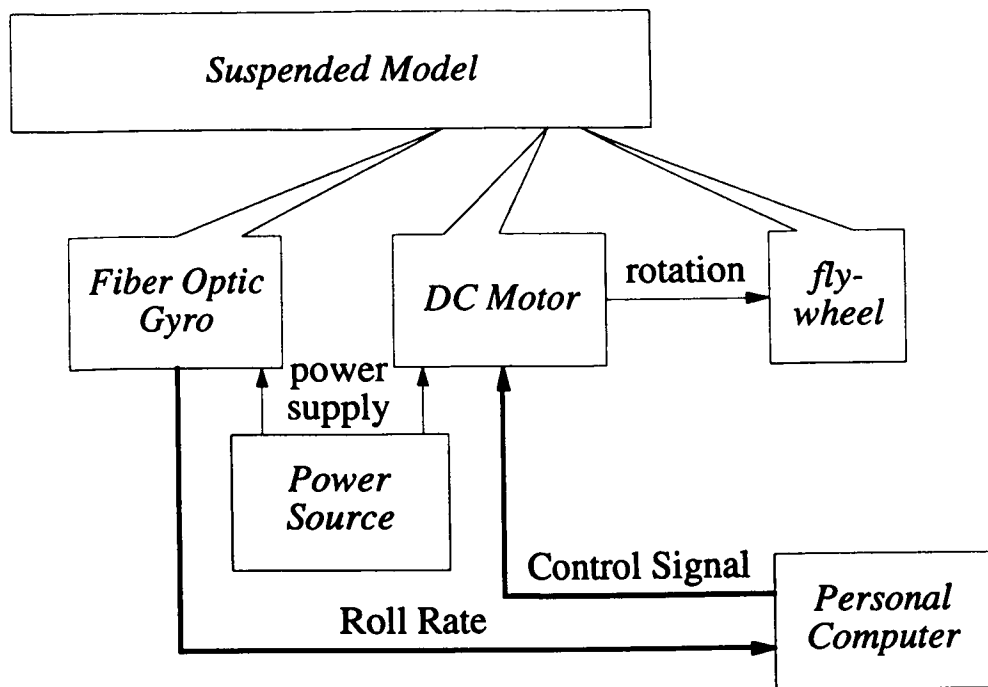 Suspended Model
Fiber Optic
Gyro
DC Motor
rotation
fly-
wheel
power
supply
Power
Source
Control Signal
Personal
Computer
Roll Rate